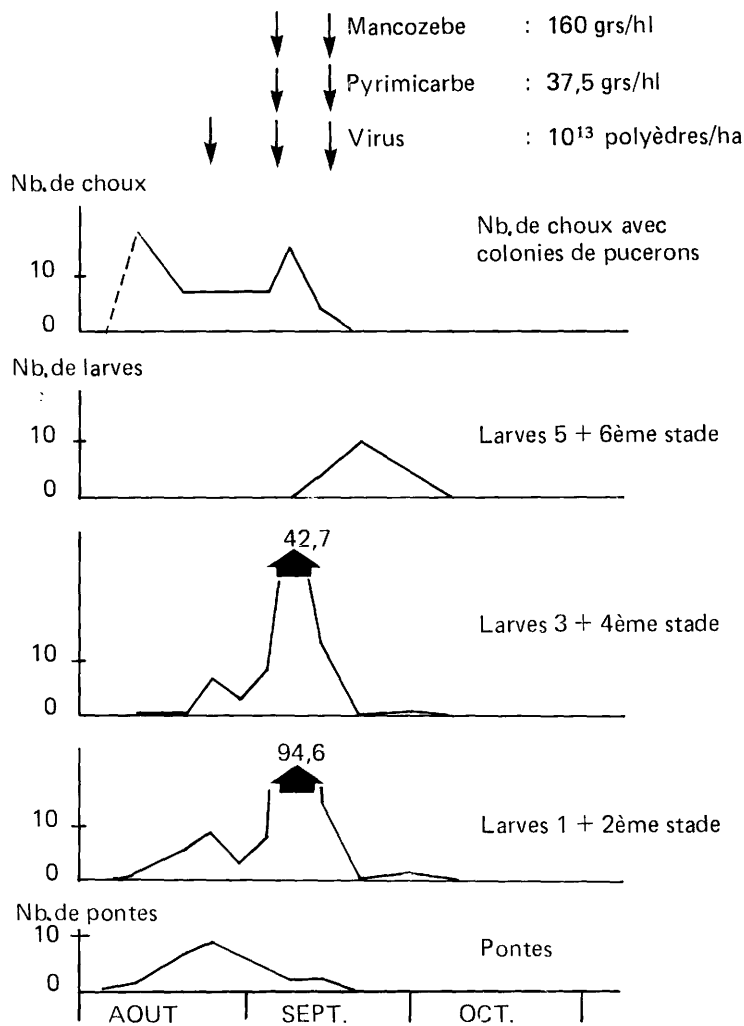 Mancozebe : 160 grs/hl
Pyrimicarbe : 37,5 grs/hl
Virus : 10¹³ polyèdres/ha
Nb. de choux
Nb. de choux avec
colonies de pucerons
10
0
Nb. de larves
10
Larves 5 + 6ème stade
0
42,7
Larves 3 + 4ème stade
10
0
94,6
10
Larves 1 + 2ème stade
0
Nb. de pontes
10
Pontes
0
AOUT SEPT. OCT.